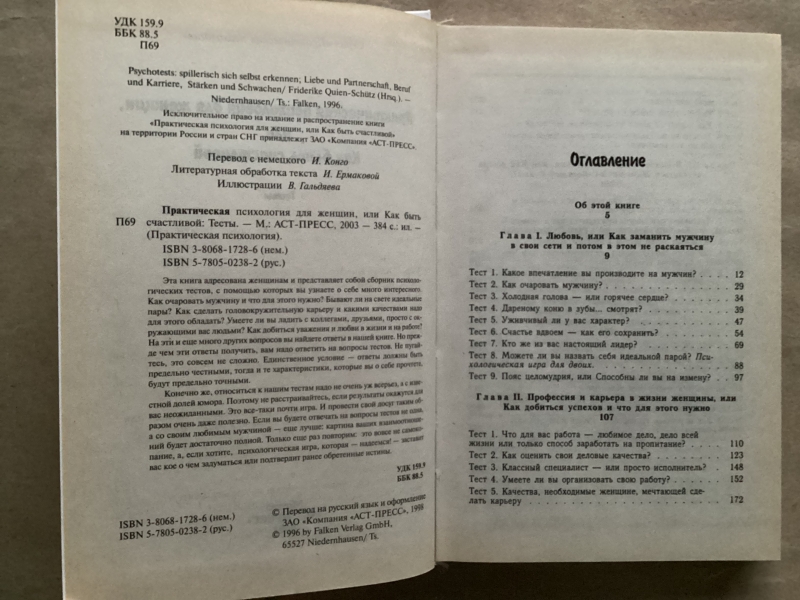 УДК 159.9
ББК 88.5
П69
Psychotests: spillerisch sich selbst erkennen; Liebe und Partnerschaft, Beruf
und Karriere, Stärken und Schwachen/ Friderike Quien-Schütz (Hrsg.). –
Niedernhausen/ Ts.: Falken, 1996.
Исключительное право на издание и распространение книги
«Практическая психология для женщин, или Как быть счастливой»
на территории России и стран СНГ принадлежит ЗАО «Компания «АСТ-ПРЕСС».
Перевод с немецкого И. Конго
Литературная обработка текста И. Ермаковой
Иллюстрации В. Гальдяева
Практическая психология для женщин, или Как быть
П69 счастливой: Тесты. — М.: АСТ-ПРЕСС, 2003 — 384 с.: ил. –
(Практическая психология).
ISBN 3-8068-1728-6 (нем.)
ISBN 5-7805-0238-2 (рус.)
Эта книга адресована женщинам и представляет собой сборник психоло-
гических тестов, с помощью которых вы узнаете о себе много интересного.
Как очаровать мужчину и что для этого нужно? Бывают ли на свете идеальные
пары? Как сделать головокружительную карьеру и какими качествами надо
для этого обладать? Умеете ли вы ладить с коллегами, друзьями, просто с ок-
ружающими вас людьми? Как добиться уважения и любви в жизни и на работе?
На эти и еще много других вопросов вы найдете ответы в нашей книге. Но преж-
де чем эти ответы получить, вам надо ответить на вопросы тестов. Не пугай-
тесь, это совсем не сложно. Единственное условие — ответы должны быть
предельно честными, тогда и те характеристики, которые вы о себе прочтете,
будут предельно точными.
Конечно же, относиться к нашим тестам надо не очень уж всерьез, а с изве-
стной долей юмора. Поэтому не расстраивайтесь, если результаты окажутся для
вас неожиданными. Это все-таки почти игра. И провести свой досуг таким об-
разом очень даже полезно. Если вы будете отвечать на вопросы тестов не одни,
а со своим любимым мужчиной — еще лучше: картина ваших взаимоотноше-
ний будет достаточно полной. Только еще раз повторим: это вовсе не самоко-
пание, а, если хотите, психологическая игра, которая — надеемся! — заставит
вас кое о чем задуматься или подтвердит ранее обретенные истины.
УДК 159.9
ББК 88.5
ISBN 3-8068-1728-6 (нем.)
ISBN 5-7805-0238-2 (рус.)
© Перевод на русский язык и оформление
ЗАО «Компания «АСТ-ПРЕСС», 1998
© 1996 by Falken Verlag GmbH,
65527 Niedernhausen/ Ts.
Оглавление
Об этой книге
5
Глава I. Любовь, или Как заманить мужчину
в свои сети и потом в этом не раскаяться
9
Тест 1. Какое впечатление вы производите на мужчин? . . . . 12
Тест 2. Как очаровать мужчину? . . . . 29
Тест 3. Холодная голова — или горячее сердце? . . . . 34
Тест 4. Дареному коню в зубы... смотрят? . . . . 39
Тест 5. Уживчивый ли у вас характер? . . . . 47
Тест 6. Счастье вдвоем — как его сохранить? . . . . 54
Тест 7. Кто же из вас настоящий лидер? . . . . 69
Тест 8. Можете ли вы назвать себя идеальной парой? Пси-
хологическая игра для двоих. . . . . 88
Тест 9. Пояс целомудрия, или Способны ли вы на измену? . . 97
Глава II. Профессия и карьера в жизни женщины, или
Как добиться успехов и что для этого нужно
107
Тест 1. Что для вас работа — любимое дело, дело всей
жизни или только способ заработать на пропитание? . . . . 110
Тест 2. Как оценить свои деловые качества? . . . . 123
Тест 3. Классный специалист — или просто исполнитель? . 148
Тест 4. Умеете ли вы организовать свою работу? . . . . 152
Тест 5. Качества, необходимые женщине, мечтающей сде-
лать карьеру . . . . 172